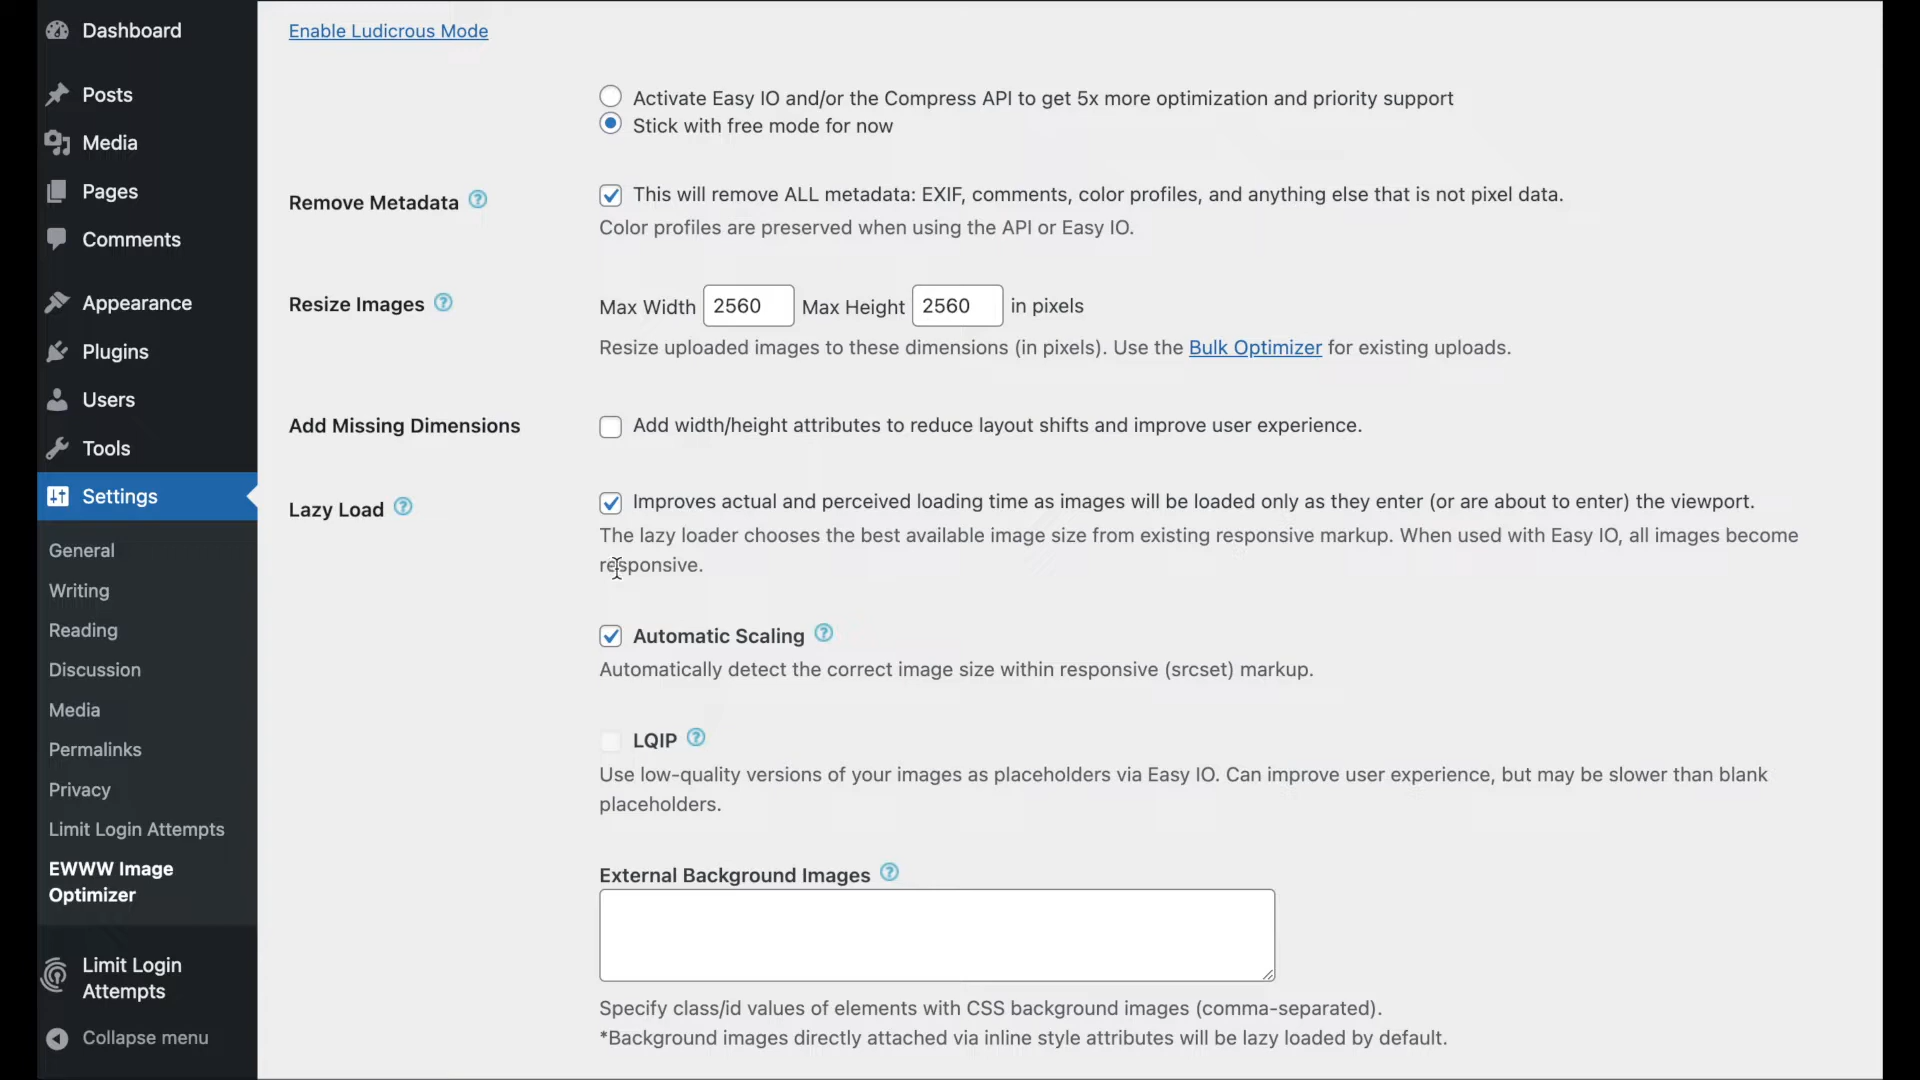 Dashboard
Posts
Media
Pages
Comments
Appearance
Plugins
Users
Tools
Settings
General
Writing
Reading
Discussion
Media
Permalinks
Privacy
Limit Login Attempts
EWWW Image
Optimizer
Limit Login
Attempts
Collapse menu
Enable Ludicrous Mode
Activate Easy IO and/or the Compress API to get 5x more optimization and priority support
Stick with free mode for now
Remove Metadata ?
This will remove ALL metadata: EXIF, comments, color profiles, and anything else that is not pixel data.
Color profiles are preserved when using the API or Easy IO.
Resize Images ?
Max Width 2560 Max Height 2560 in pixels
Resize uploaded images to these dimensions (in pixels). Use the Bulk Optimizer for existing uploads.
Add Missing Dimensions
Add width/height attributes to reduce layout shifts and improve user experience.
Lazy Load ?
Improves actual and perceived loading time as images will be loaded only as they enter (or are about to enter) the viewport.
The lazy loader chooses the best available image size from existing responsive markup. When used with Easy IO, all images become
responsive.
Automatic Scaling ?
Automatically detect the correct image size within responsive (srcset) markup.
LQIP ?
Use low-quality versions of your images as placeholders via Easy IO. Can improve user experience, but may be slower than blank
placeholders.
External Background Images ?
Specify class/id values of elements with CSS background images (comma-separated).
*Background images directly attached via inline style attributes will be lazy loaded by default.